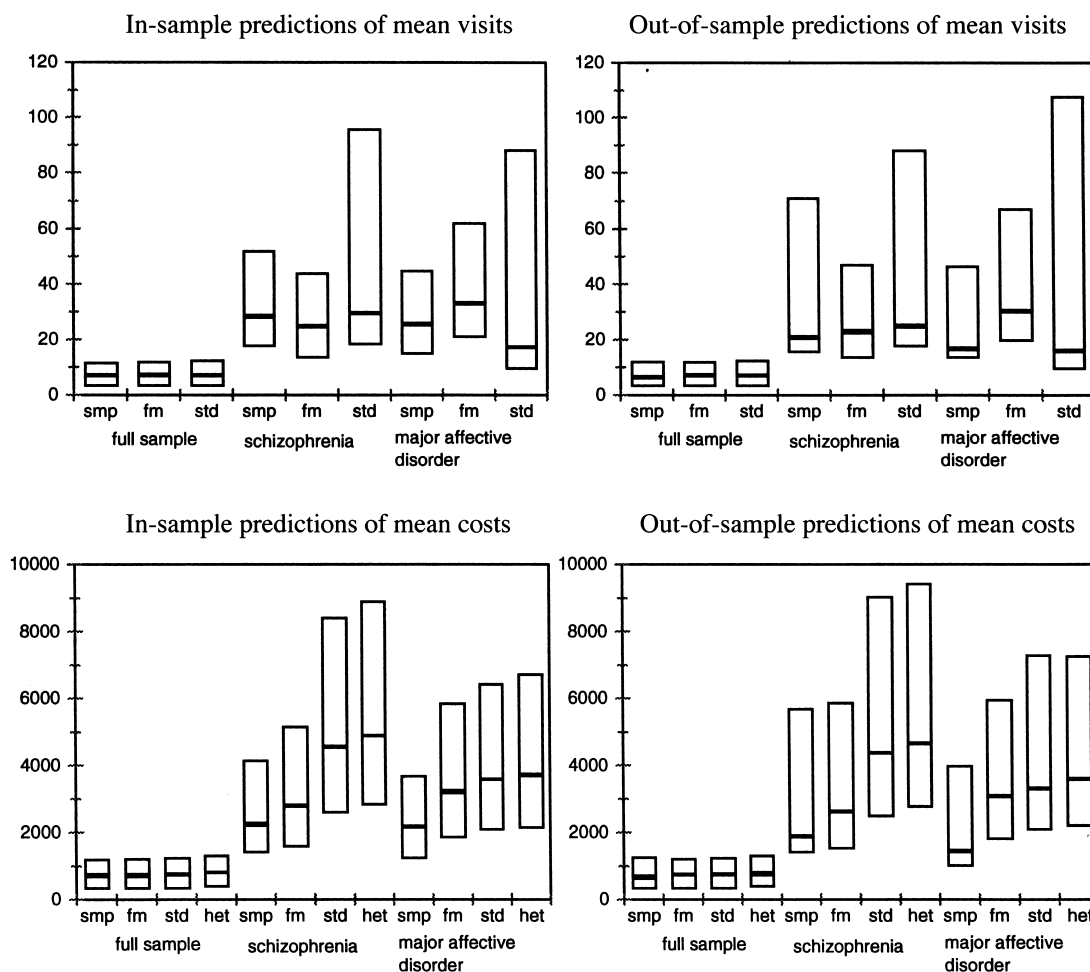 In-sample predictions of mean visits
Out-of-sample predictions of mean visits
120
100
80
60
40
20
0
smp fm std smp fm std smp fm std
full sample schizophrenia major affective
disorder
120
100
80
60
40
20
0
smp fm std smp fm std smp fm std
full sample schizophrenia major affective
disorder
In-sample predictions of mean costs
Out-of-sample predictions of mean costs
10000
8000
6000
4000
2000
0
smp fm std het smp fm std het smp fm std het
full sample schizophrenia major affective
disorder
10000
8000
6000
4000
2000
0
smp fm std het smp fm std het smp fm std het
full sample schizophrenia major affective
disorder